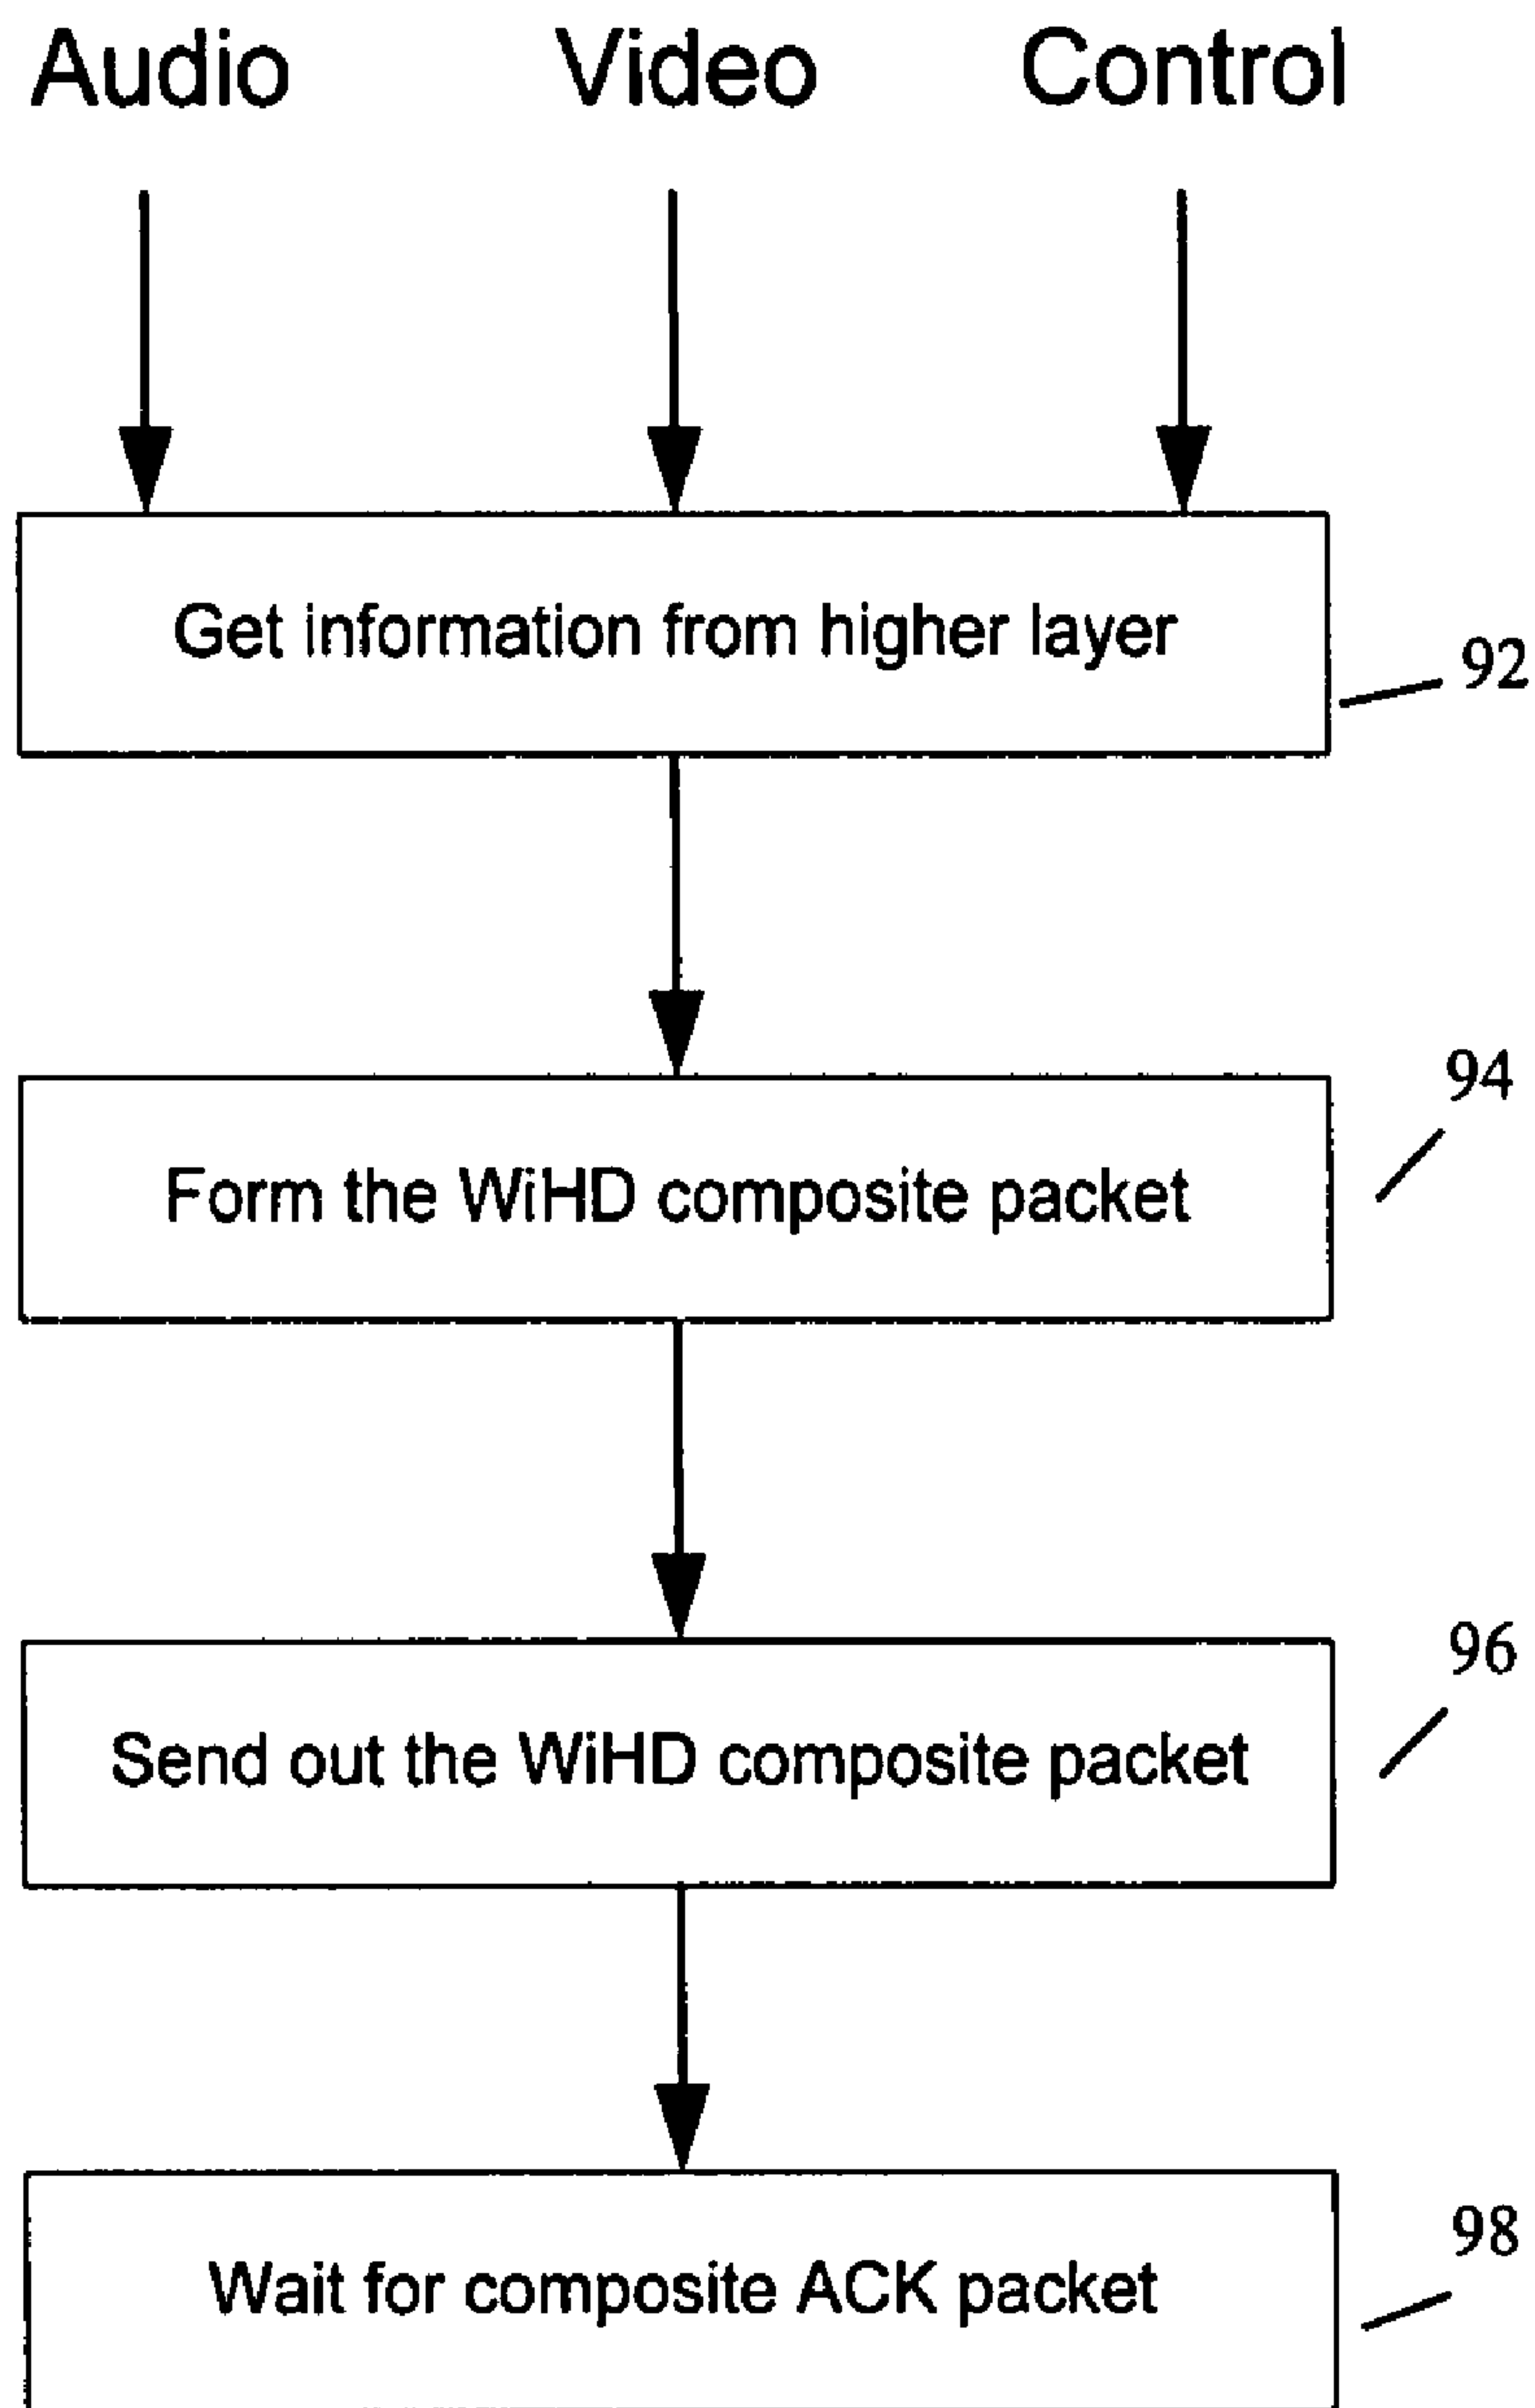 Audio Video Control
Get information from higher layer
92
94
Form the WiHD composite packet
96
Send out the WiHD composite packet
98
Wait for composite ACK packet